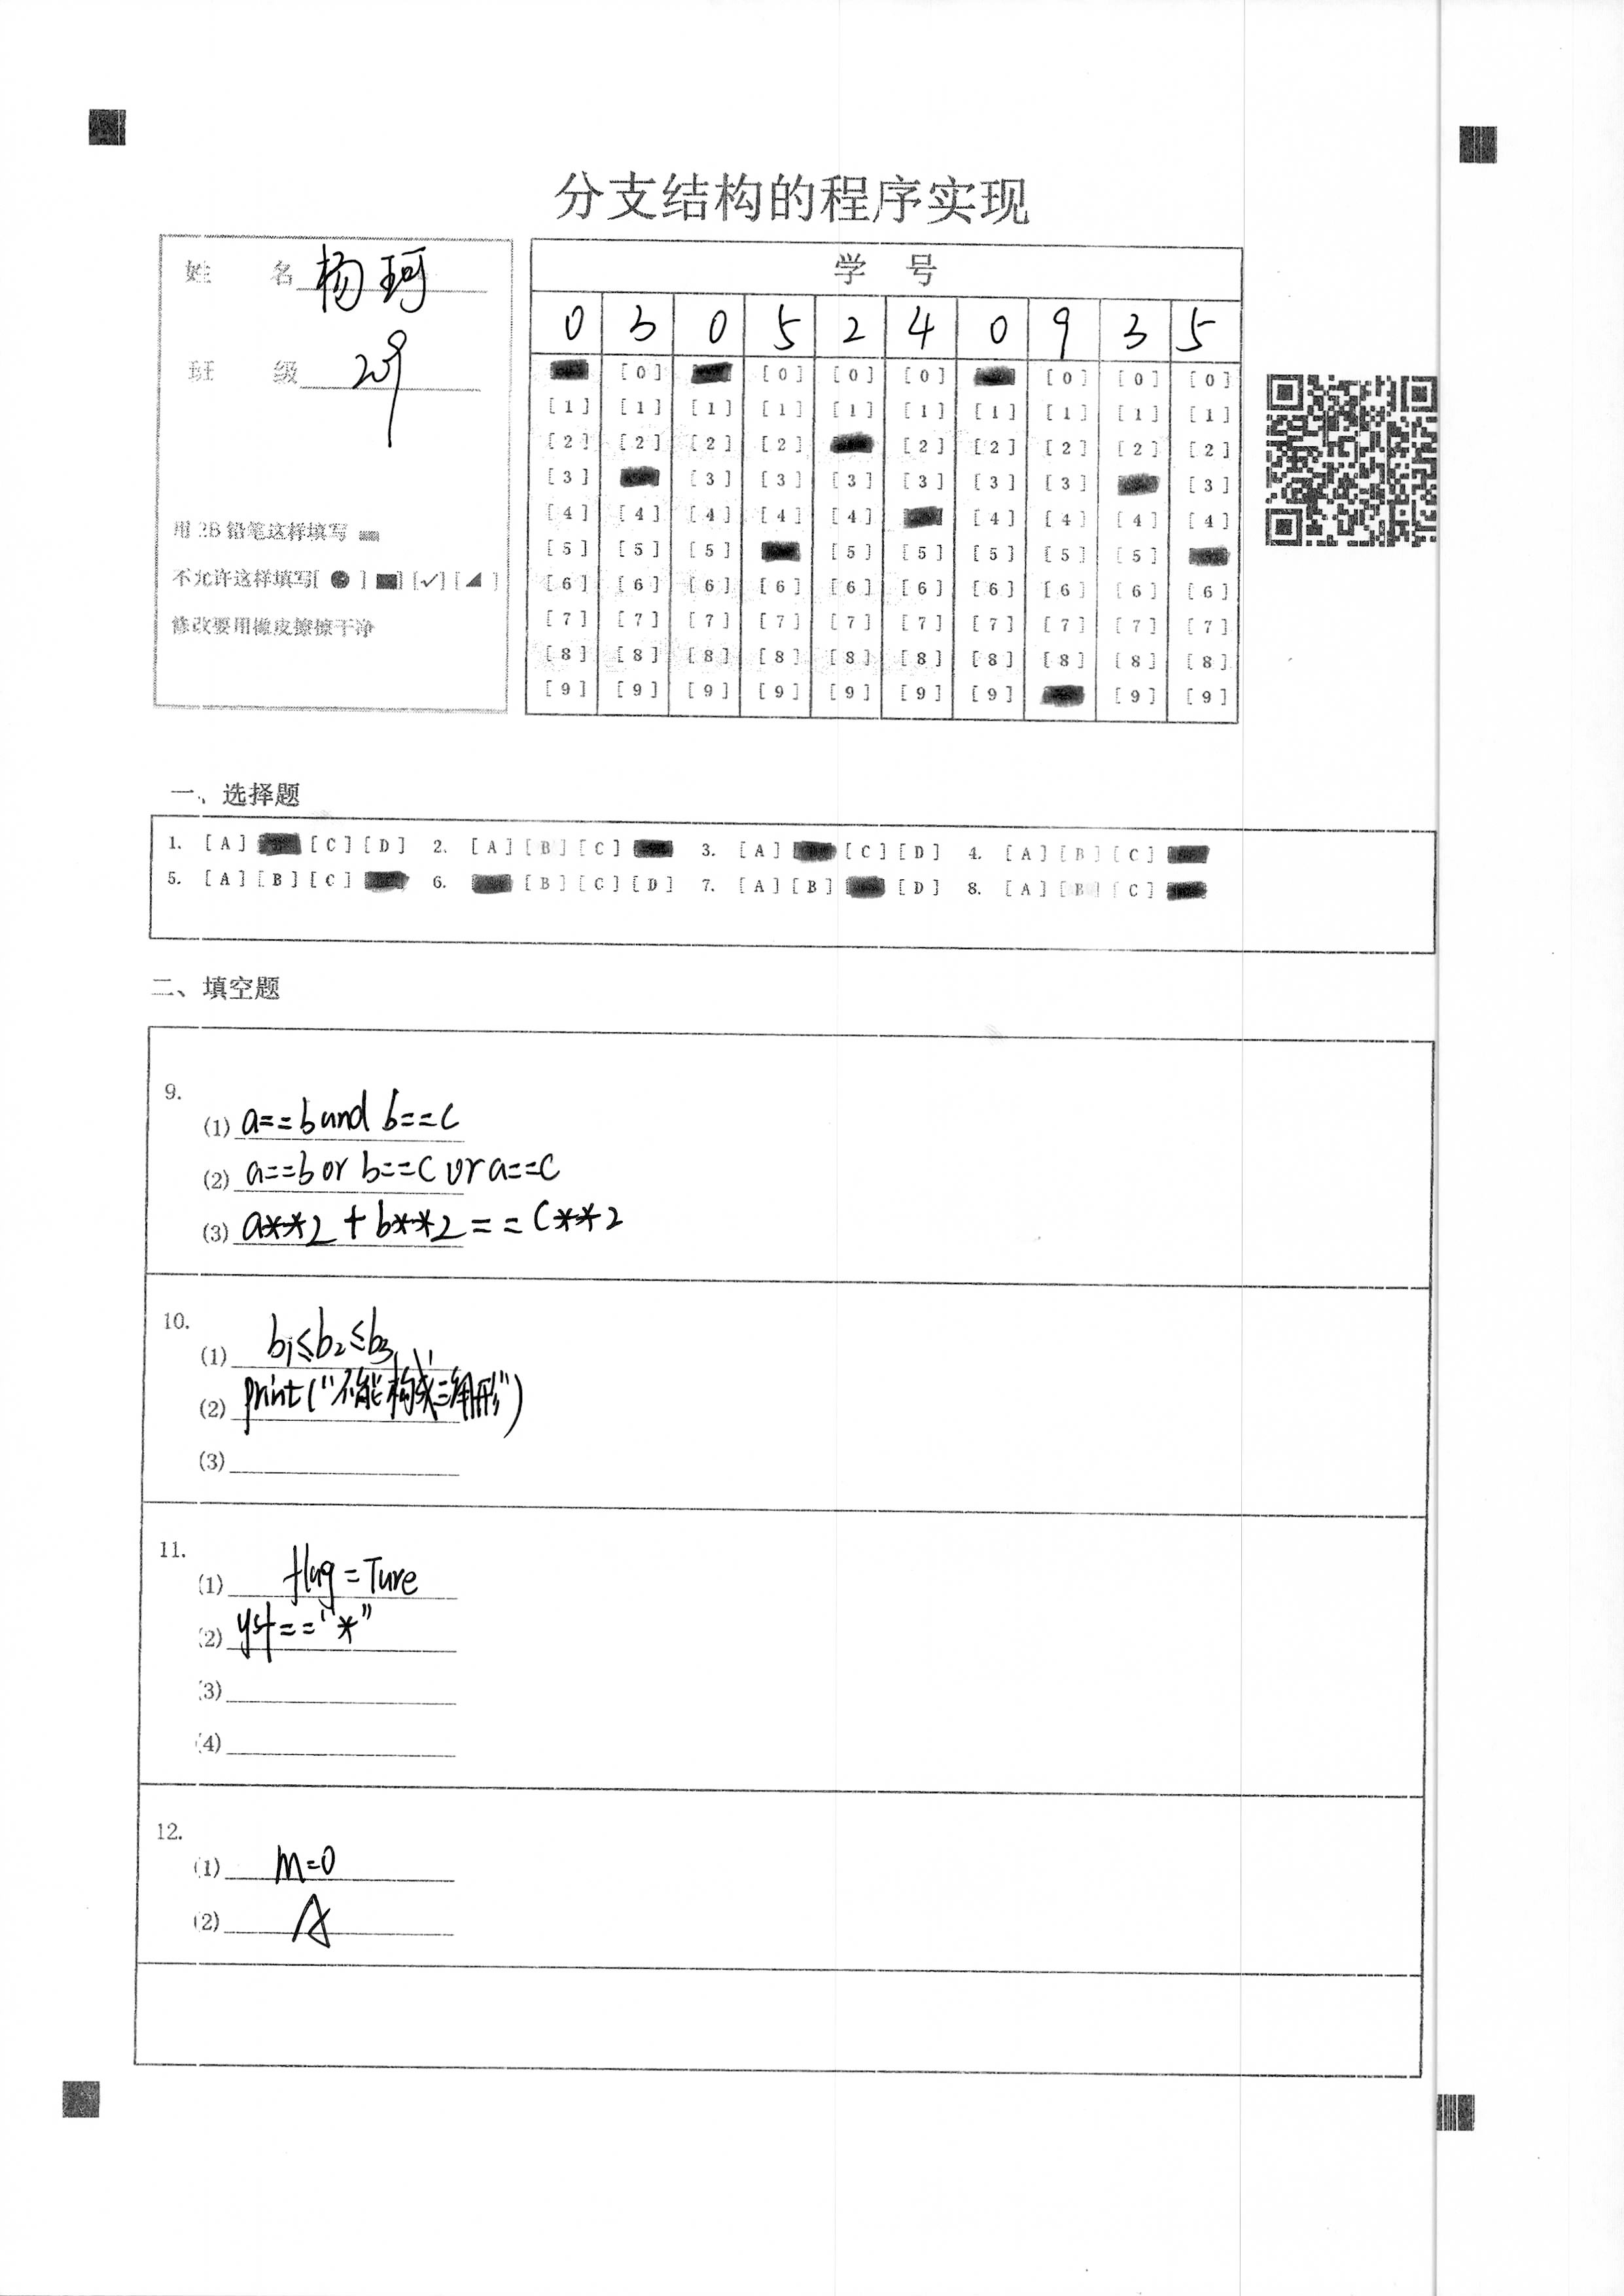 分支结构的程序实现
姓 名 杨珂
班 级 209
用2B铅笔这样填写
不允许这样填写[ ● ] ■] [✓] [ ◢ ]
修改要用橡皮擦擦干净
学 号
0 3 0 5 2 4 0 9 3 5
[0] [0] [0] [0] [0] [0] [0]
[1] [1] [1] [1] [1] [1] [1] [1] [1] [1]
[2] [2] [2] [2] [2] [2] [2] [2] [2]
[3] [3] [3] [3] [3] [3] [3] [3]
[4] [4] [4] [4] [4] [4] [4] [4] [4]
[5] [5] [5] [5] [5] [5] [5] [5]
[6] [6] [6] [6] [6] [6] [6] [6] [6] [6]
[7] [7] [7] [7] [7] [7] [7] [7] [7] [7]
[8] [8] [8] [8] [8] [8] [8] [8] [8] [8]
[9] [9] [9] [9] [9] [9] [9] [9] [9]
一、选择题
1. [A] [C] [D] 2. [A] [B] [C] 3. [A] [C] [D] 4. [A] [B] [C]
5. [A] [B] [C] 6. [B] [C] [D] 7. [A] [B] [D] 8. [A] [B] [C]
二、填空题
9.
(1) a==b and b==c
(2) a==b or b==c or a==c
(3) a**2+b**2==c**2
10.
(1) b1≤b2≤b3
(2) print("不能构成三角形")
(3)
11.
(1) flag=Ture
(2) yst=="*"
(3)
(4)
12.
(1) m=0
(2) A